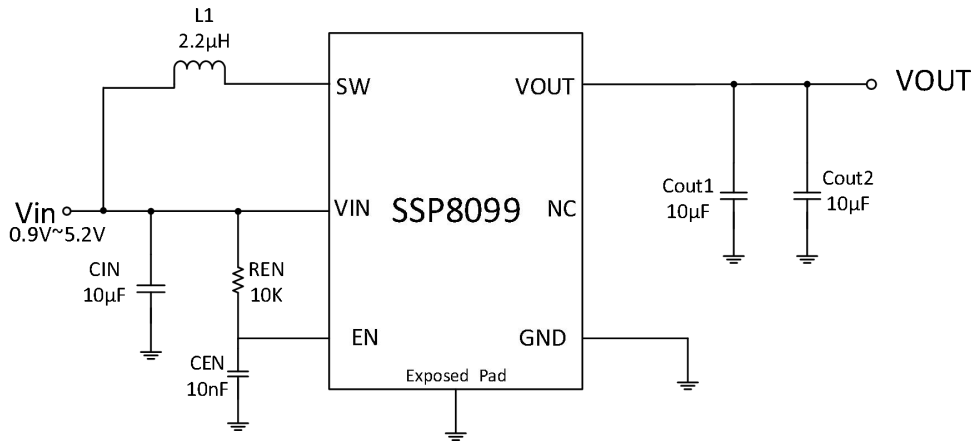 L1
2.2µH
SW
VOUT
VOUT
Cout1
10µF
Cout2
10µF
Vin
0.9V~5.2V
VIN
SSP8099
NC
CIN
10µF
REN
10K
EN
GND
CEN
10nF
Exposed Pad